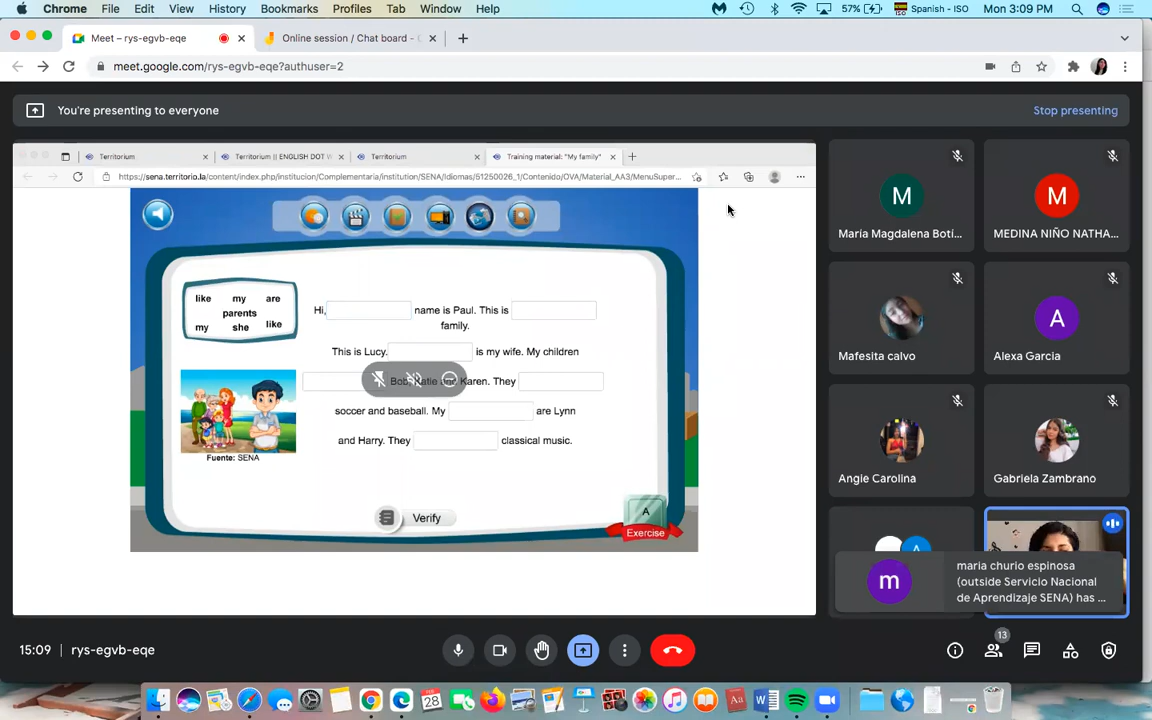 Chrome File Edit View History Bookmarks Profiles Tab Window Help 57% Spanish - ISO Mon 3:09 PM
Meet – rys-egvb-eqe Online session / Chat board -
meet.google.com/rys-egvb-eqe?authuser=2
You're presenting to everyone Stop presenting
Territorium Territorium || ENGLISH DOT W Territorium Training material: "My family"
https://sena.territorio.la/content/index.php/institucion/Complementaria/institution/SENA/Idiomas/61250026_1/Contenido/OVA/Material_AA3/MenuSuper...
like my are
parents
my she like
Hi, name is Paul. This is
family.
This is Lucy. is my wife. My children
Bob, Katie and Karen. They
soccer and baseball. My are Lynn
and Harry. They classical music.
Fuente: SENA
Verify
A
Exercise
M
María Magdalena Boti...
M
MEDINA NIÑO NATHA...
Mafesita calvo
A
Alexa Garcia
Angie Carolina
Gabriela Zambrano
A
m
maria churio espinosa
(outside Servicio Nacional
de Aprendizaje SENA) has ...
15:09 | rys-egvb-eqe
13
FEB
28